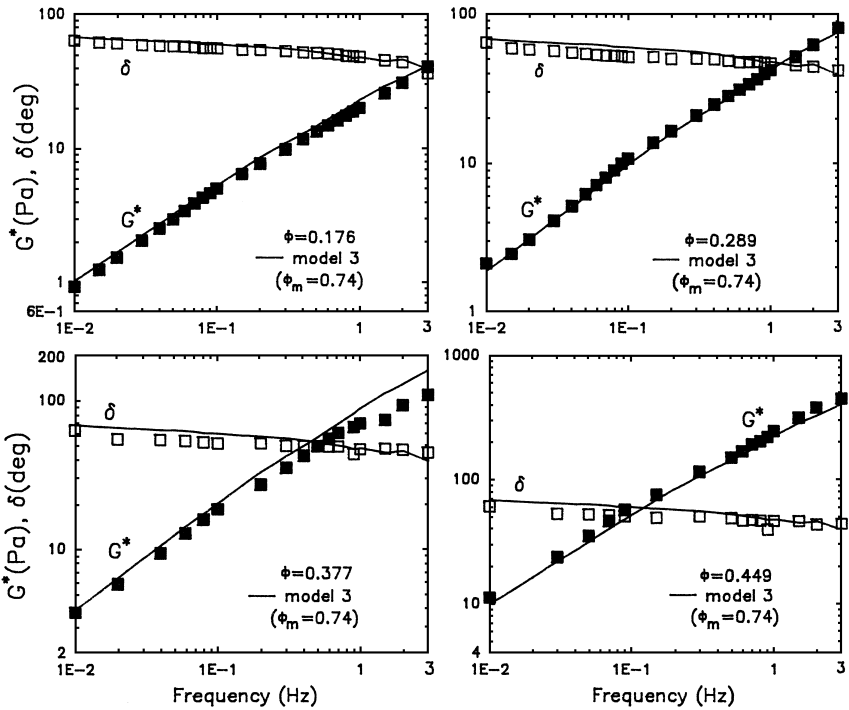 100
δ
10
G*
G*(Pa), δ(deg)
ϕ=0.176
model 3
(ϕm=0.74)
1
6E−1
1E−2
1E−1
1
3
100
δ
10
G*
ϕ=0.289
model 3
(ϕm=0.74)
1
1E−2
1E−1
1
3
200
100
δ
G*(Pa), δ(deg)
10
G*
ϕ=0.377
model 3
(ϕm=0.74)
2
1E−2
1E−1
1
3
Frequency (Hz)
1000
G*
100
δ
ϕ=0.449
model 3
(ϕm=0.74)
10
4
1E−2
1E−1
1
3
Frequency (Hz)